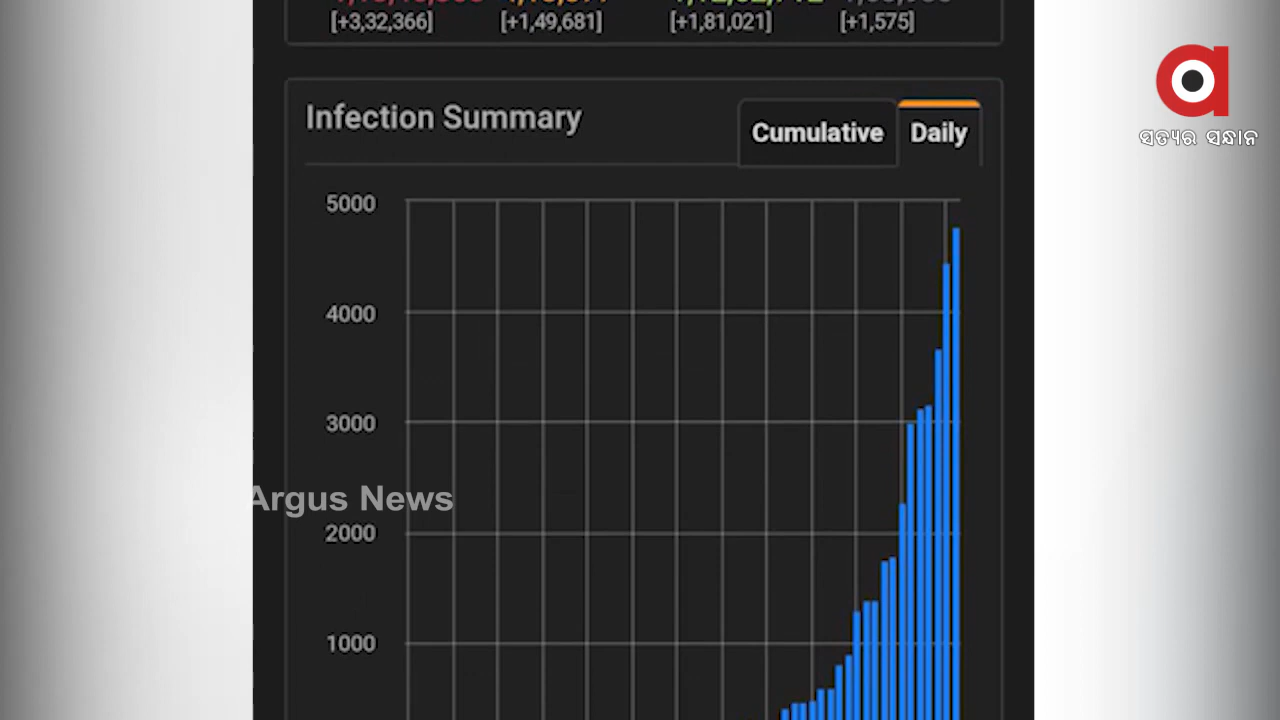 [+3,32,366] [+1,49,681] [+1,81,021] [+1,575]
ସତ୍ୟର ସନ୍ଧାନ
Infection Summary
Cumulative Daily
5000
4000
3000
Argus News
2000
1000